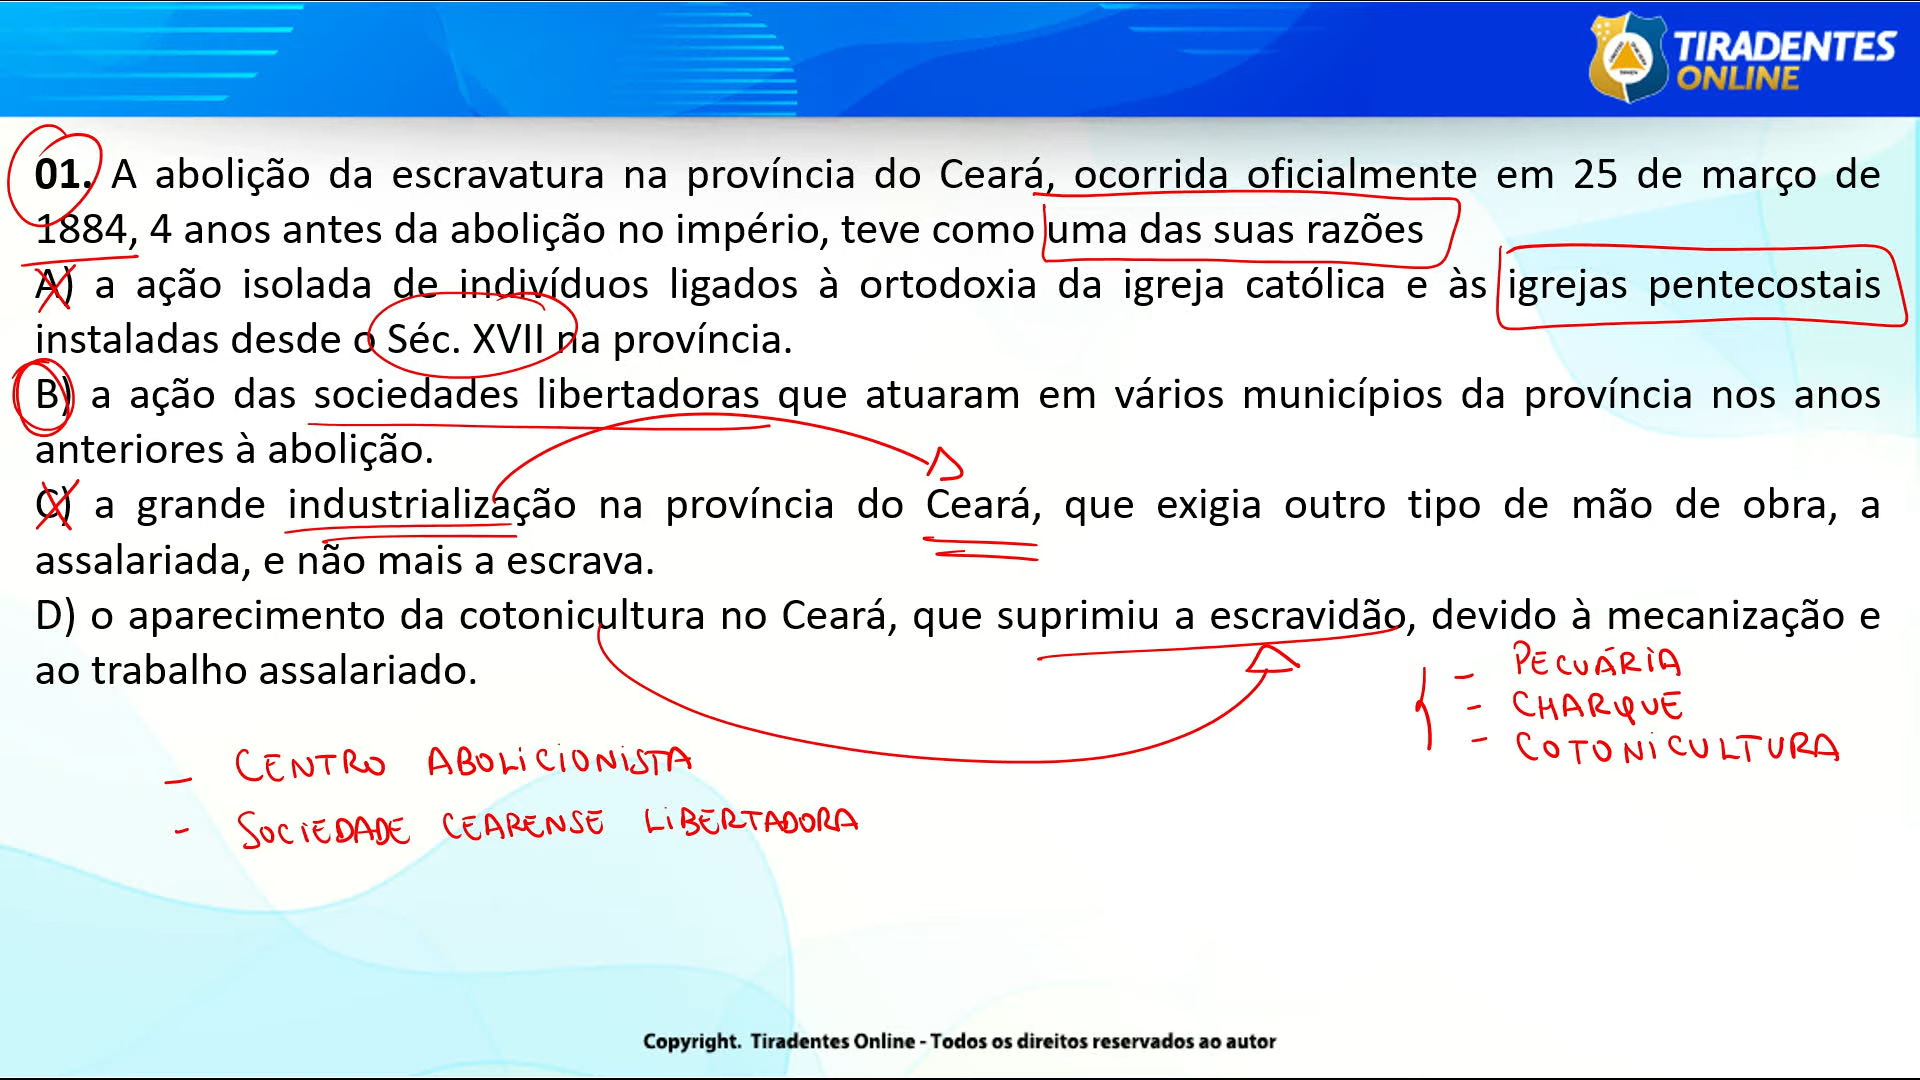 TIRADENTES
ONLINE
01. A abolição da escravatura na província do Ceará, ocorrida oficialmente em 25 de março de
1884, 4 anos antes da abolição no império, teve como uma das suas razões
A) a ação isolada de indivíduos ligados à ortodoxia da igreja católica e às igrejas pentecostais
instaladas desde o Séc. XVII na província.
B) a ação das sociedades libertadoras que atuaram em vários municípios da província nos anos
anteriores à abolição.
C) a grande industrialização na província do Ceará, que exigia outro tipo de mão de obra, a
assalariada, e não mais a escrava.
D) o aparecimento da cotonicultura no Ceará, que suprimiu a escravidão, devido à mecanização e
ao trabalho assalariado.
- PECUÁRIA
- CHARQUE
- COTONICULTURA
- CENTRO ABOLICIONISTA
- SOCIEDADE CEARENSE LIBERTADORA
Copyright. Tiradentes Online - Todos os direitos reservados ao autor